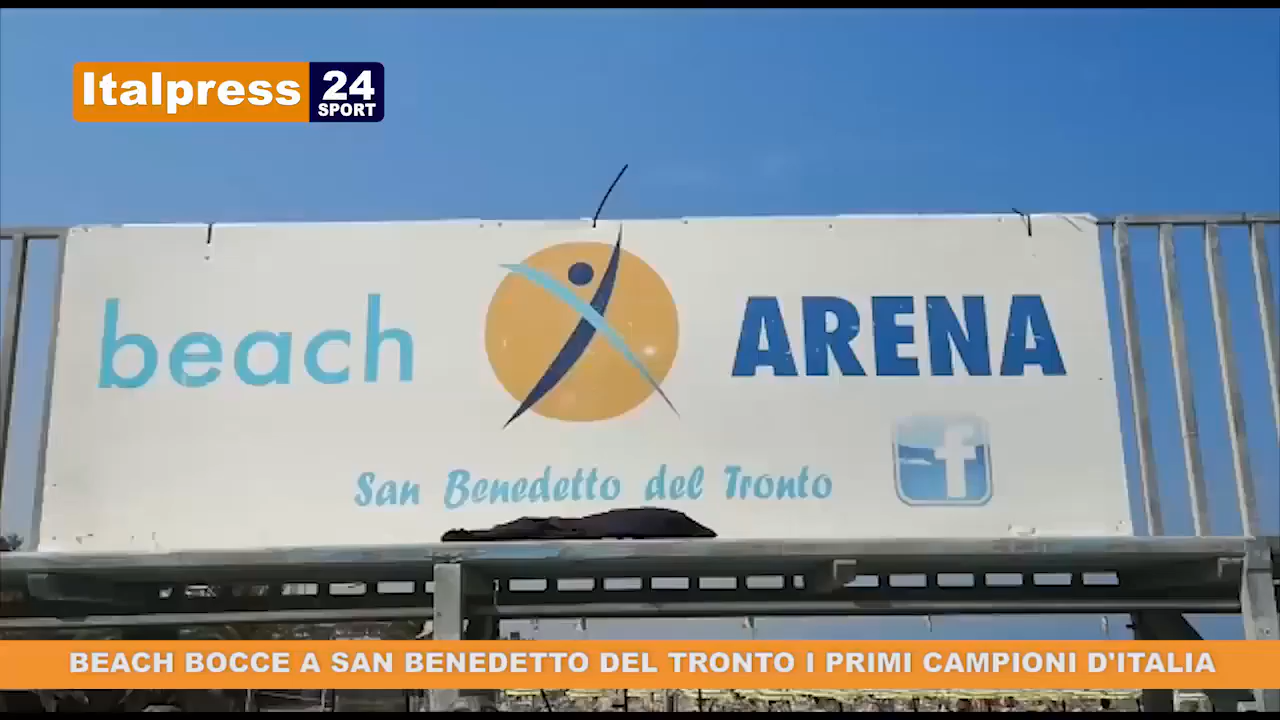 Italpress 24
SPORT
beach ARENA
San Benedetto del Tronto
f
BEACH BOCCE A SAN BENEDETTO DEL TRONTO I PRIMI CAMPIONI D'ITALIA